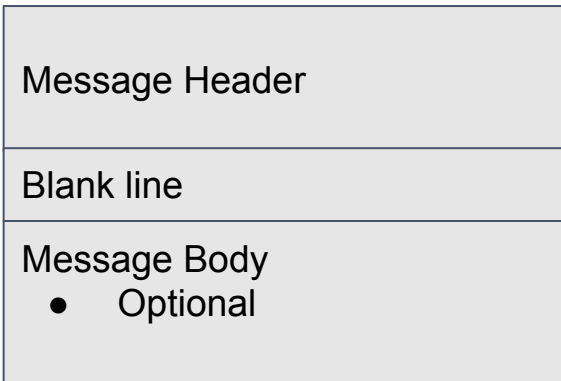 Message Header
Blank line
Message Body
● Optional